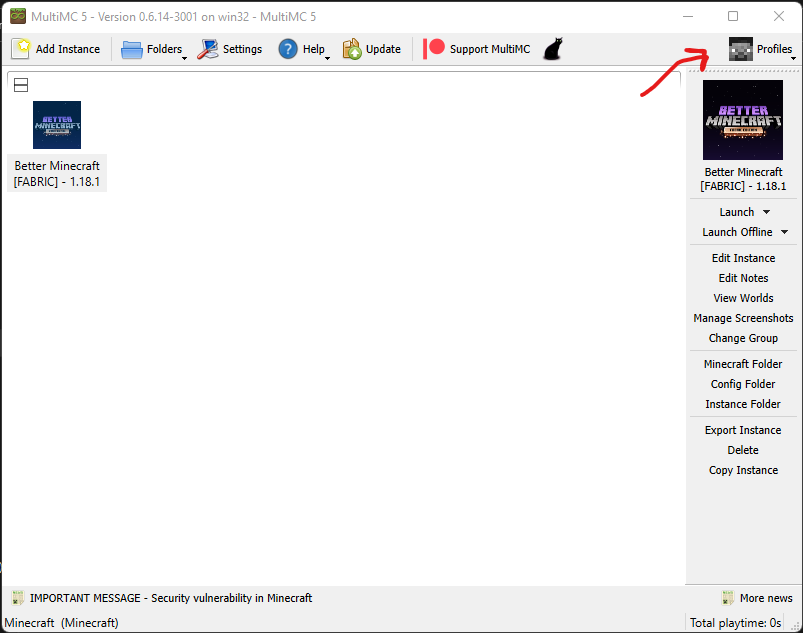 MultiMC 5 - Version 0.6.14-3001 on win32 - MultiMC 5
Add Instance
Folders
Settings
Help
Update
Support MultiMC
Profiles
BETTER
MINECRAFT
Better Minecraft
[FABRIC] - 1.18.1
BETTER
MINECRAFT
Better Minecraft
[FABRIC] - 1.18.1
Launch
Launch Offline
Edit Instance
Edit Notes
View Worlds
Manage Screenshots
Change Group
Minecraft Folder
Config Folder
Instance Folder
Export Instance
Delete
Copy Instance
IMPORTANT MESSAGE - Security vulnerability in Minecraft
More news
Minecraft (Minecraft)
Total playtime: 0s